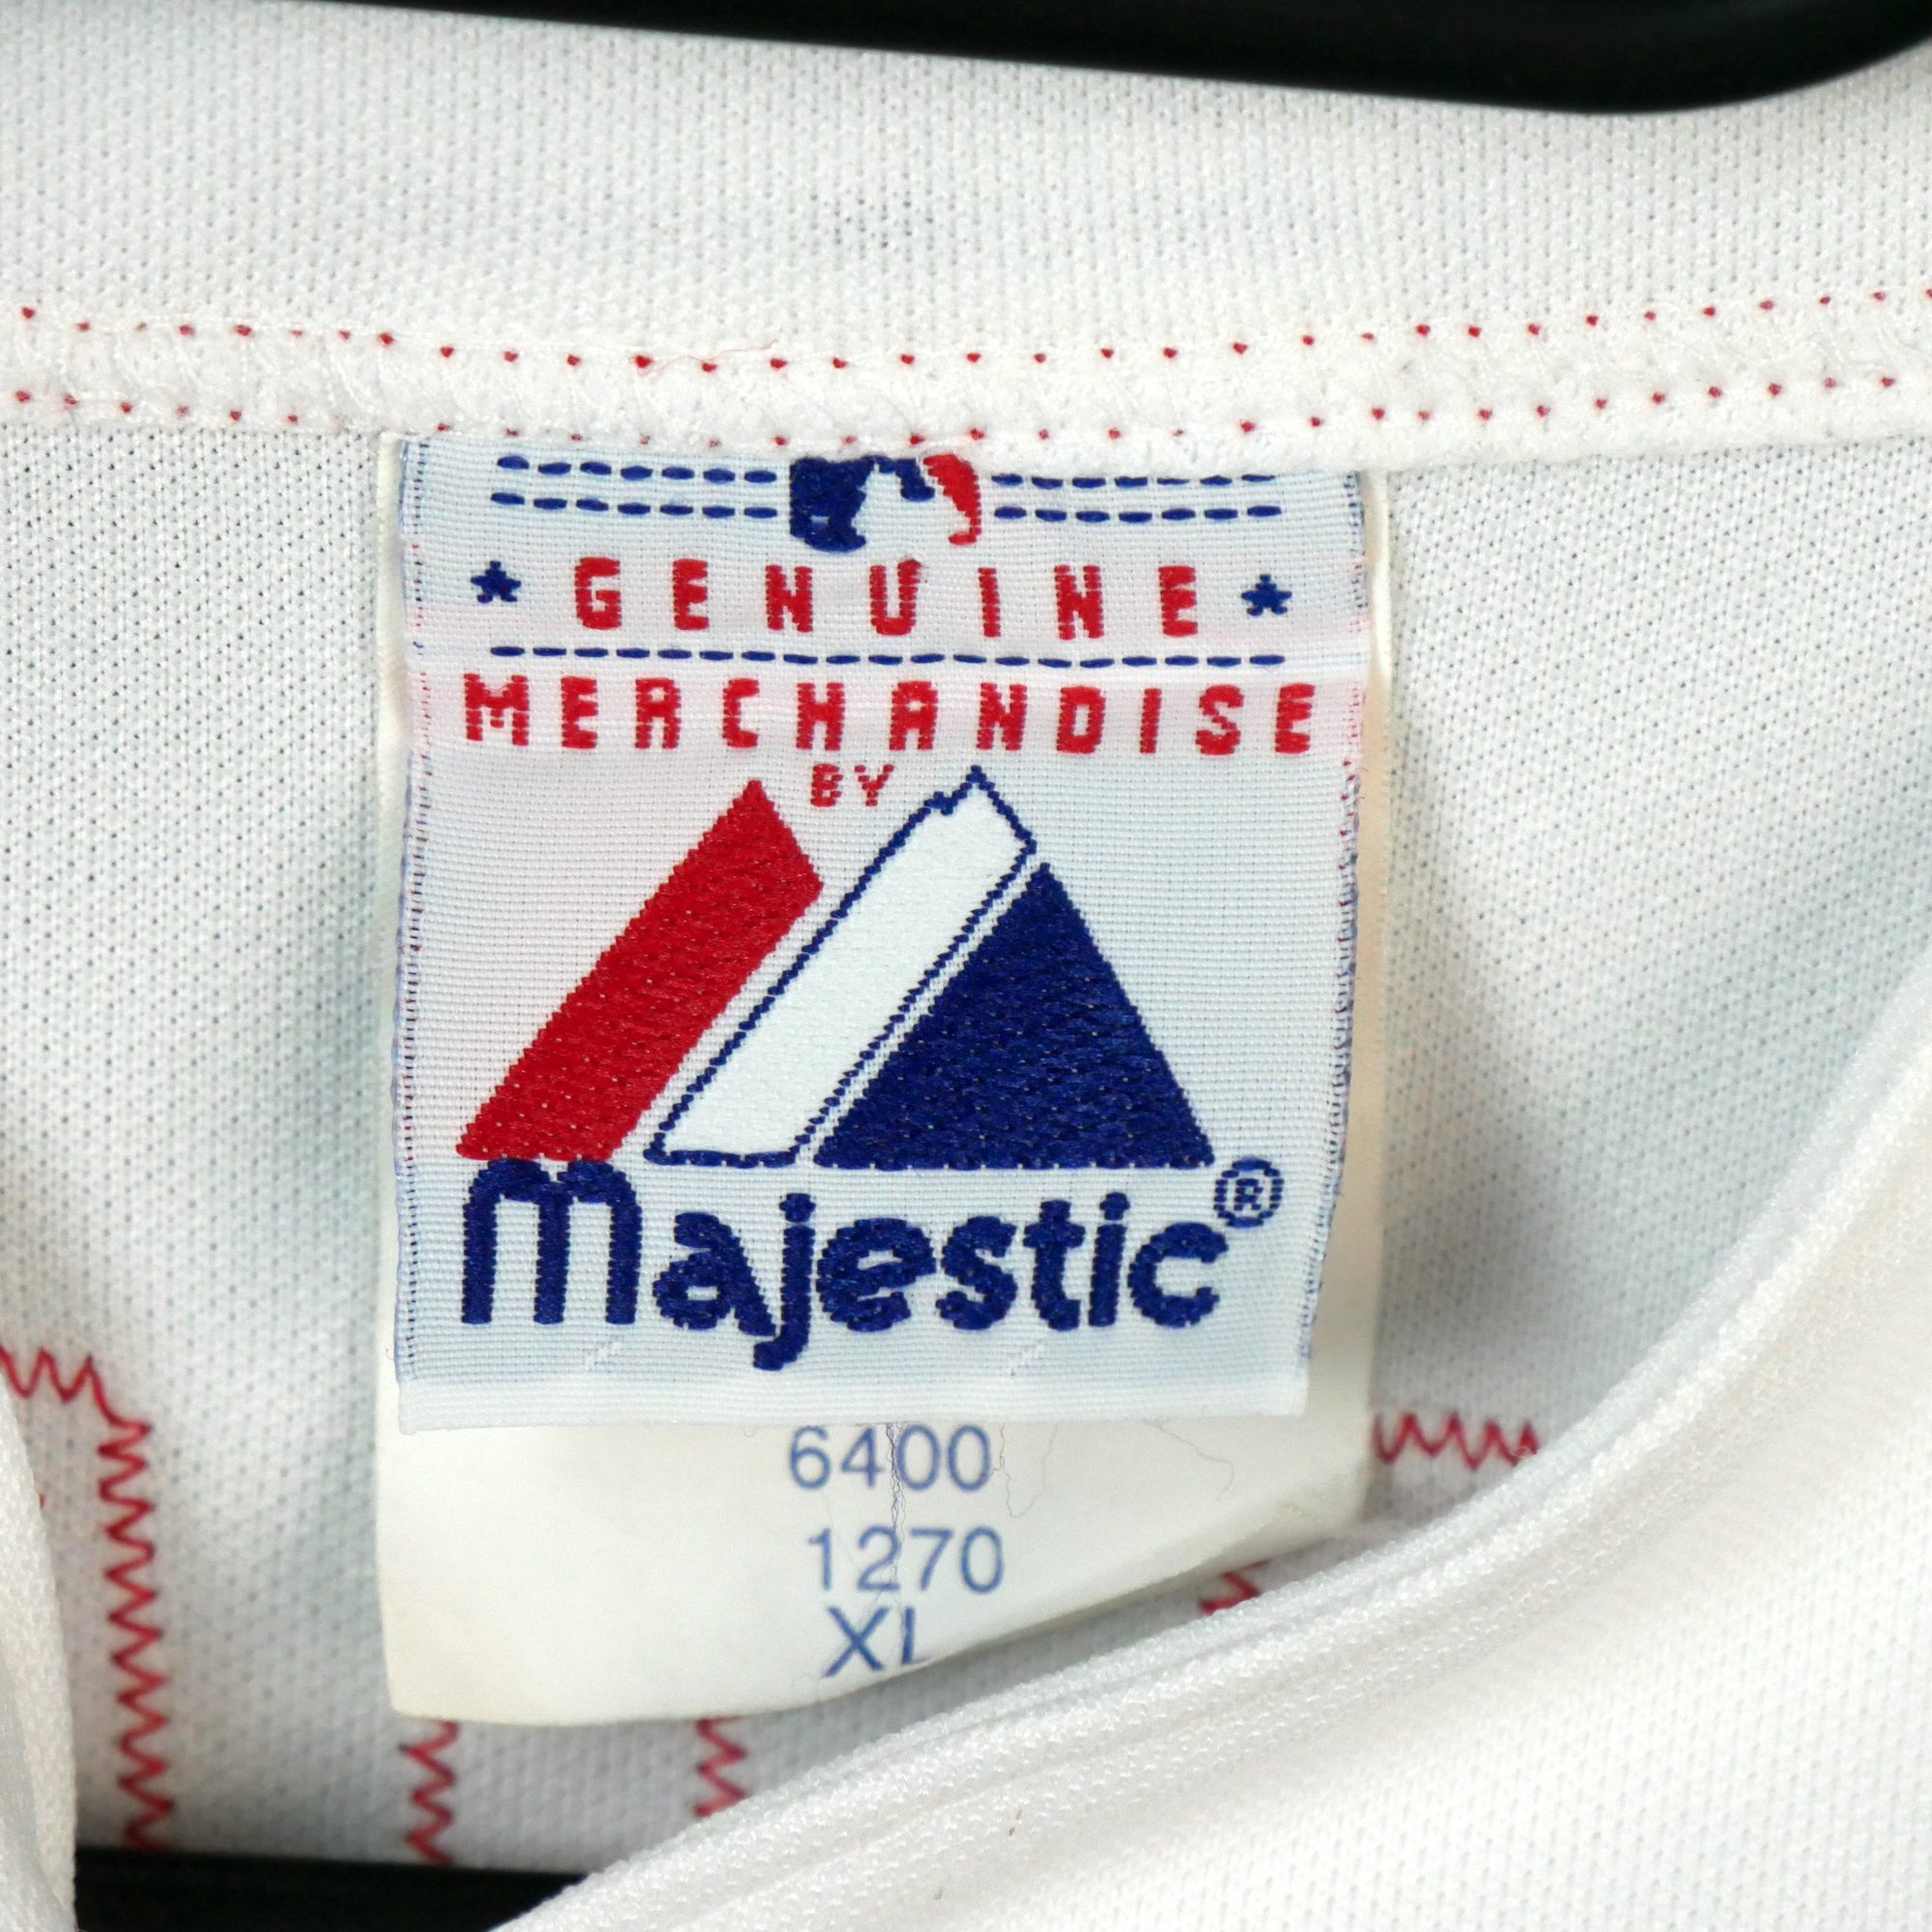 GENUINE
MERCHANDISE
BY
majestic®
6400
1270
XL